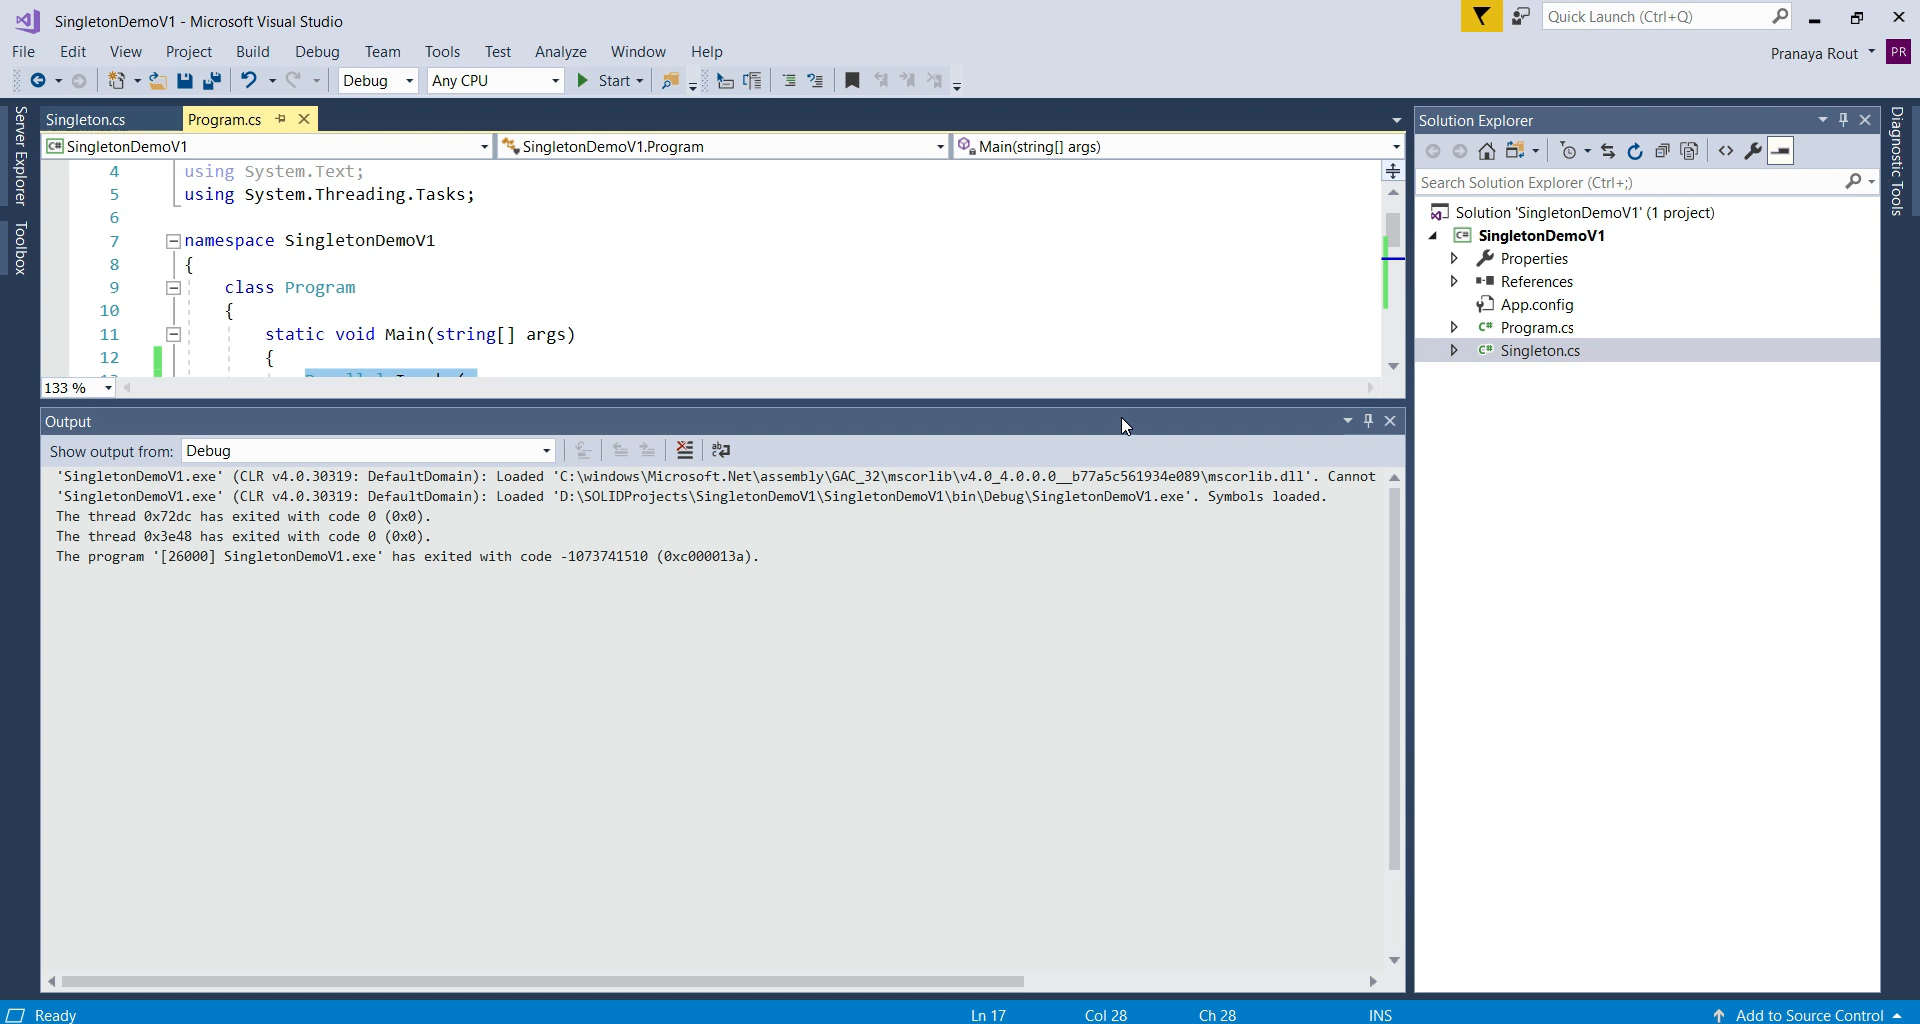 SingletonDemoV1 - Microsoft Visual Studio
Quick Launch (Ctrl+Q)
File Edit View Project Build Debug Team Tools Test Analyze Window Help
Pranaya Rout PR
Debug Any CPU Start
Server Explorer
Toolbox
Singleton.cs Program.cs
C# SingletonDemoV1 SingletonDemoV1.Program Main(string[] args)
4 using System.Text;
5 using System.Threading.Tasks;
6
7 namespace SingletonDemoV1
8 {
9 class Program
10 {
11 static void Main(string[] args)
12 {
133 %
Output
Show output from: Debug
'SingletonDemoV1.exe' (CLR v4.0.30319: DefaultDomain): Loaded 'C:\windows\Microsoft.Net\assembly\GAC_32\mscorlib\v4.0_4.0.0.0__b77a5c561934e089\mscorlib.dll'. Cannot
'SingletonDemoV1.exe' (CLR v4.0.30319: DefaultDomain): Loaded 'D:\SOLIDProjects\SingletonDemoV1\SingletonDemoV1\bin\Debug\SingletonDemoV1.exe'. Symbols loaded.
The thread 0x72dc has exited with code 0 (0x0).
The thread 0x3e48 has exited with code 0 (0x0).
The program '[26000] SingletonDemoV1.exe' has exited with code -1073741510 (0xc000013a).
Solution Explorer
Search Solution Explorer (Ctrl+;)
Solution 'SingletonDemoV1' (1 project)
C# SingletonDemoV1
Properties
References
App.config
C# Program.cs
C# Singleton.cs
Diagnostic Tools
Ready Ln 17 Col 28 Ch 28 INS Add to Source Control